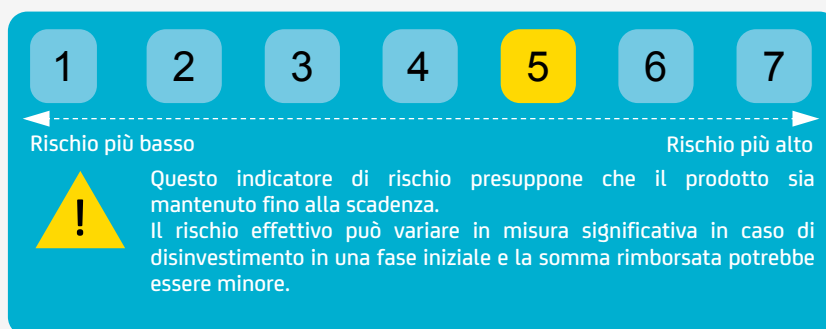 1 2 3 4 5 6 7
Rischio più basso Rischio più alto
!
Questo indicatore di rischio presuppone che il prodotto sia
mantenuto fino alla scadenza.
Il rischio effettivo può variare in misura significativa in caso di
disinvestimento in una fase iniziale e la somma rimborsata potrebbe
essere minore.